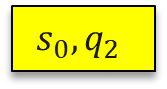 s₀, q₂